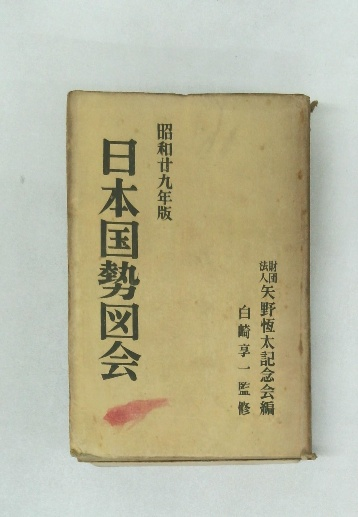 昭和廿九年版
日本国勢図会
財団法人矢野恆太記念会編
白崎享一監修